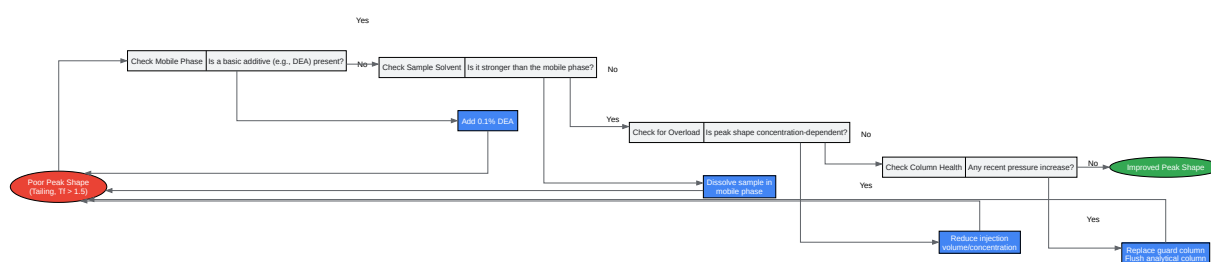 Yes
Check Mobile Phase
Is a basic additive (e.g., DEA) present?
No
Check Sample Solvent
Is it stronger than the mobile phase?
No
Add 0.1% DEA
Yes
Check for Overload
Is peak shape concentration-dependent?
No
Check Column Health
Any recent pressure increase?
No
Improved Peak Shape
Poor Peak Shape
(Tailing, Tf > 1.5)
Dissolve sample in
mobile phase
Yes
Yes
Reduce injection
volume/concentration
Replace guard column
Flush analytical column